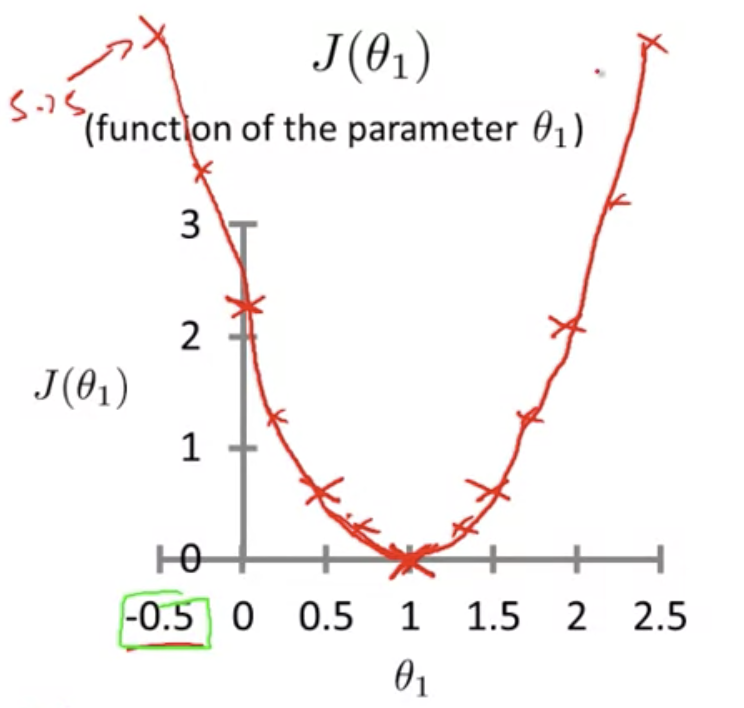 J(θ₁)
(function of the parameter θ₁)
5.25
3
2
J(θ₁)
1
0
-0.5 0 0.5 1 1.5 2 2.5
θ₁